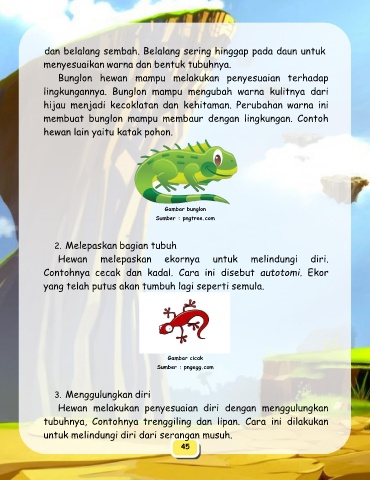 dan belalang sembah. Belalang sering hinggap pada daun untuk
menyesuaikan warna dan bentuk tubuhnya.
Bunglon hewan mampu melakukan penyesuaian terhadap
lingkungannya. Bunglon mampu mengubah warna kulitnya dari
hijau menjadi kecoklatan dan kehitaman. Perubahan warna ini
membuat bunglon mampu membaur dengan lingkungan. Contoh
hewan lain yaitu katak pohon.
Gambar bunglon
Sumber : pngtree.com
2. Melepaskan bagian tubuh
Hewan melepaskan ekornya untuk melindungi diri.
Contohnya cecak dan kadal. Cara ini disebut autotomi. Ekor
yang telah putus akan tumbuh lagi seperti semula.
Gambar cicak
Sumber : pngegg.com
3. Menggulungkan diri
Hewan melakukan penyesuaian diri dengan menggulungkan
tubuhnya, Contohnya trenggiling dan lipan. Cara ini dilakukan
untuk melindungi diri dari serangan musuh.
45